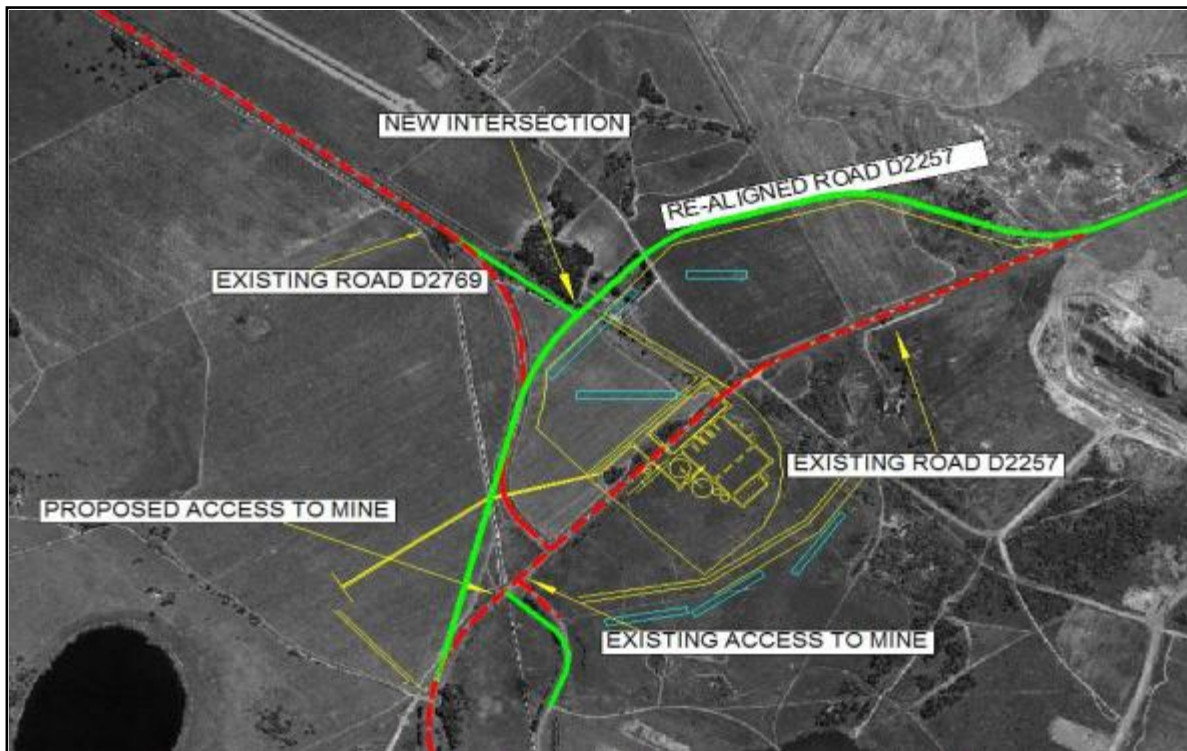 NEW INTERSECTION
RE-ALIGNED ROAD D2257
EXISTING ROAD D2769
EXISTING ROAD D2257
PROPOSED ACCESS TO MINE
EXISTING ACCESS TO MINE